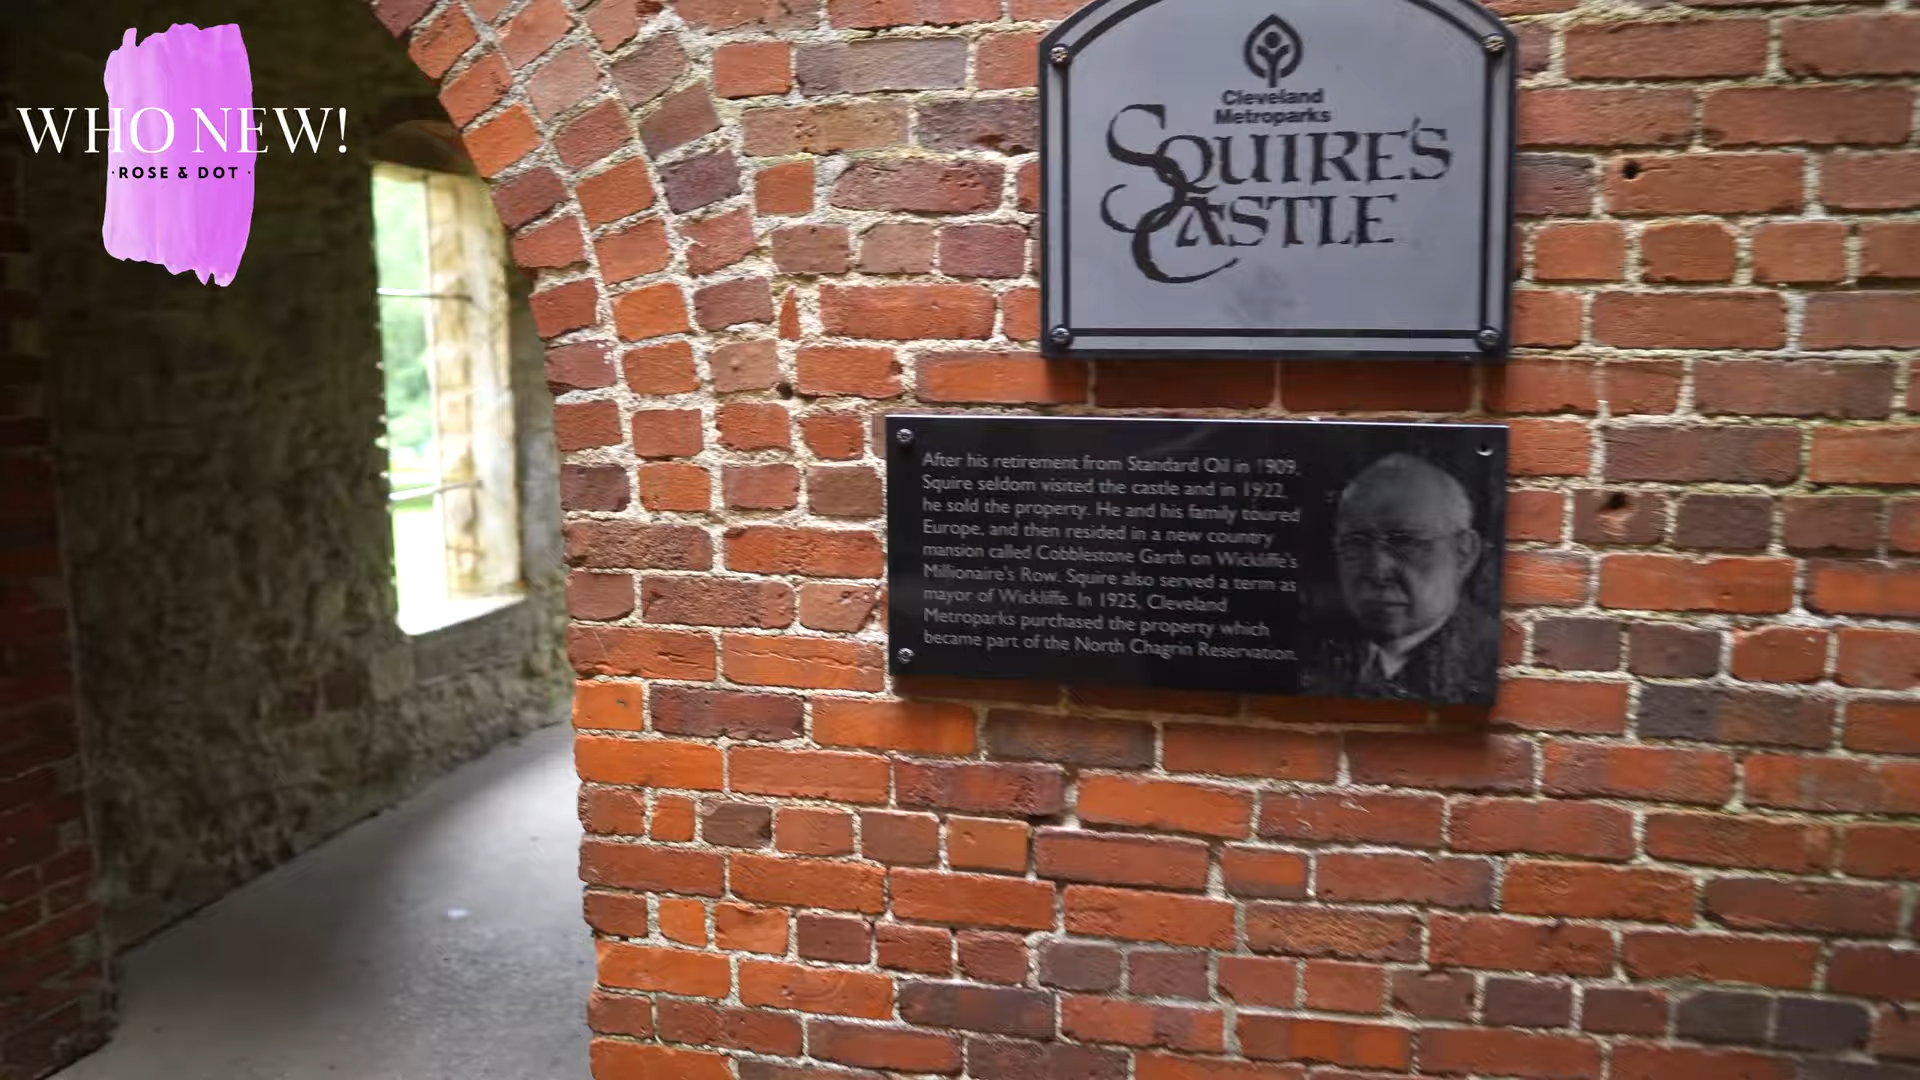 WHO NEW!
·ROSE & DOT·
Cleveland
Metroparks
SQUIRE'S
CASTLE
After his retirement from Standard Oil in 1909,
Squire seldom visited the castle and in 1922,
he sold the property. He and his family toured
Europe, and then resided in a new country
mansion called Cobblestone Garth on Wickliffe's
Millionaire's Row. Squire also served a term as
mayor of Wickliffe. In 1925, Cleveland
Metroparks purchased the property which
became part of the North Chagrin Reservation.